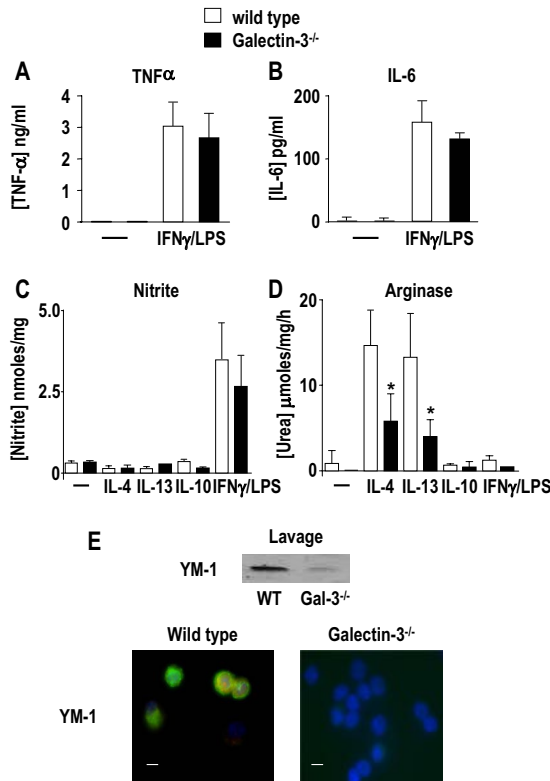 wild type
Galectin-3-/-
A
TNFα
[TNF-α] ng/ml
4
3
2
1
0
—
IFNγ/LPS
B
IL-6
[IL-6] pg/ml
200
100
0
—
IFNγ/LPS
C
Nitrite
[Nitrite] nmoles/mg
5.0
2.5
0
— IL-4 IL-13 IL-10 IFNγ/LPS
D
Arginase
[Urea] μmoles/mg/h
20
10
0
— IL-4 IL-13 IL-10 IFNγ/LPS
*
*
E
Lavage
YM-1
WT Gal-3-/-
Wild type Galectin-3-/-
YM-1